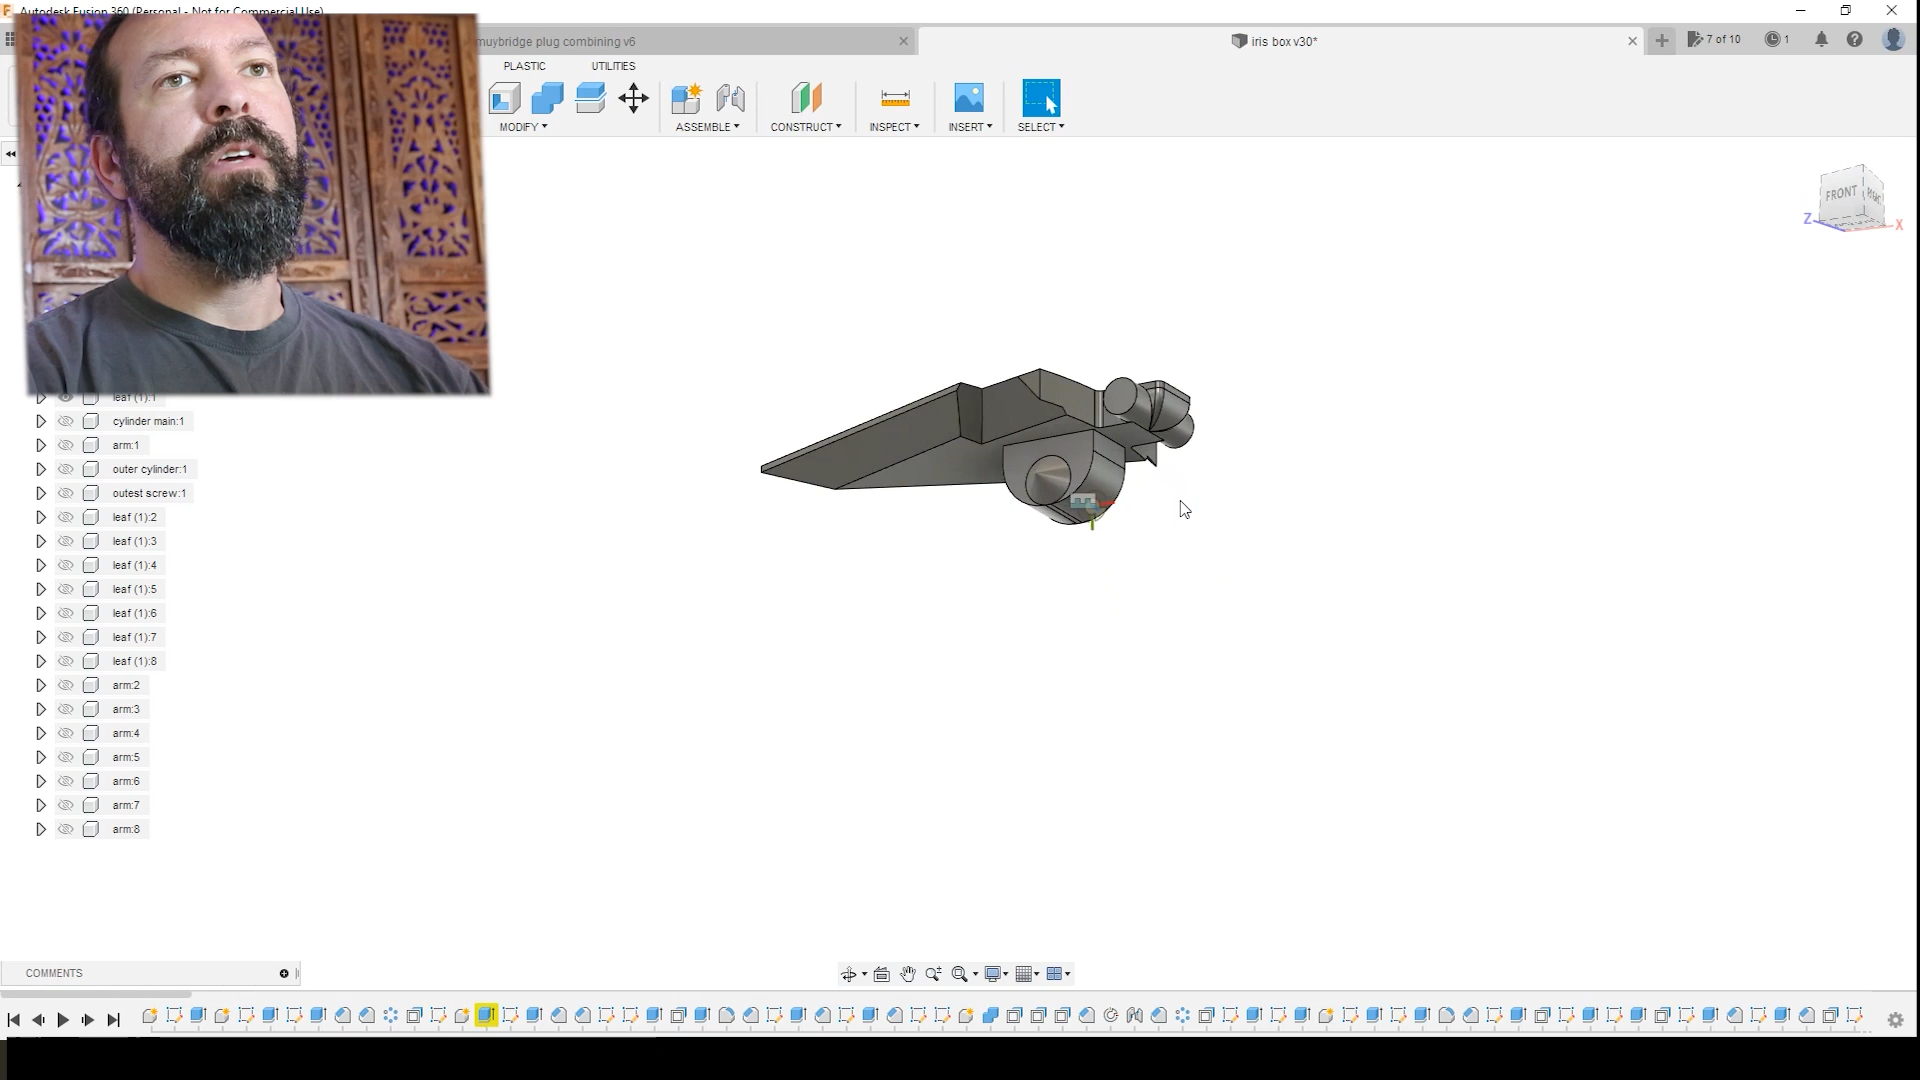 Autodesk Fusion 360 (Personal - Not for Commercial Use)
muybridge plug combining v6
iris box v30*
7 of 10
1
PLASTIC
UTILITIES
MODIFY
ASSEMBLE
CONSTRUCT
INSPECT
INSERT
SELECT
FRONT
Z
X
leaf (1):1
cylinder main:1
arm:1
outer cylinder:1
outest screw:1
leaf (1):2
leaf (1):3
leaf (1):4
leaf (1):5
leaf (1):6
leaf (1):7
leaf (1):8
arm:2
arm:3
arm:4
arm:5
arm:6
arm:7
arm:8
COMMENTS